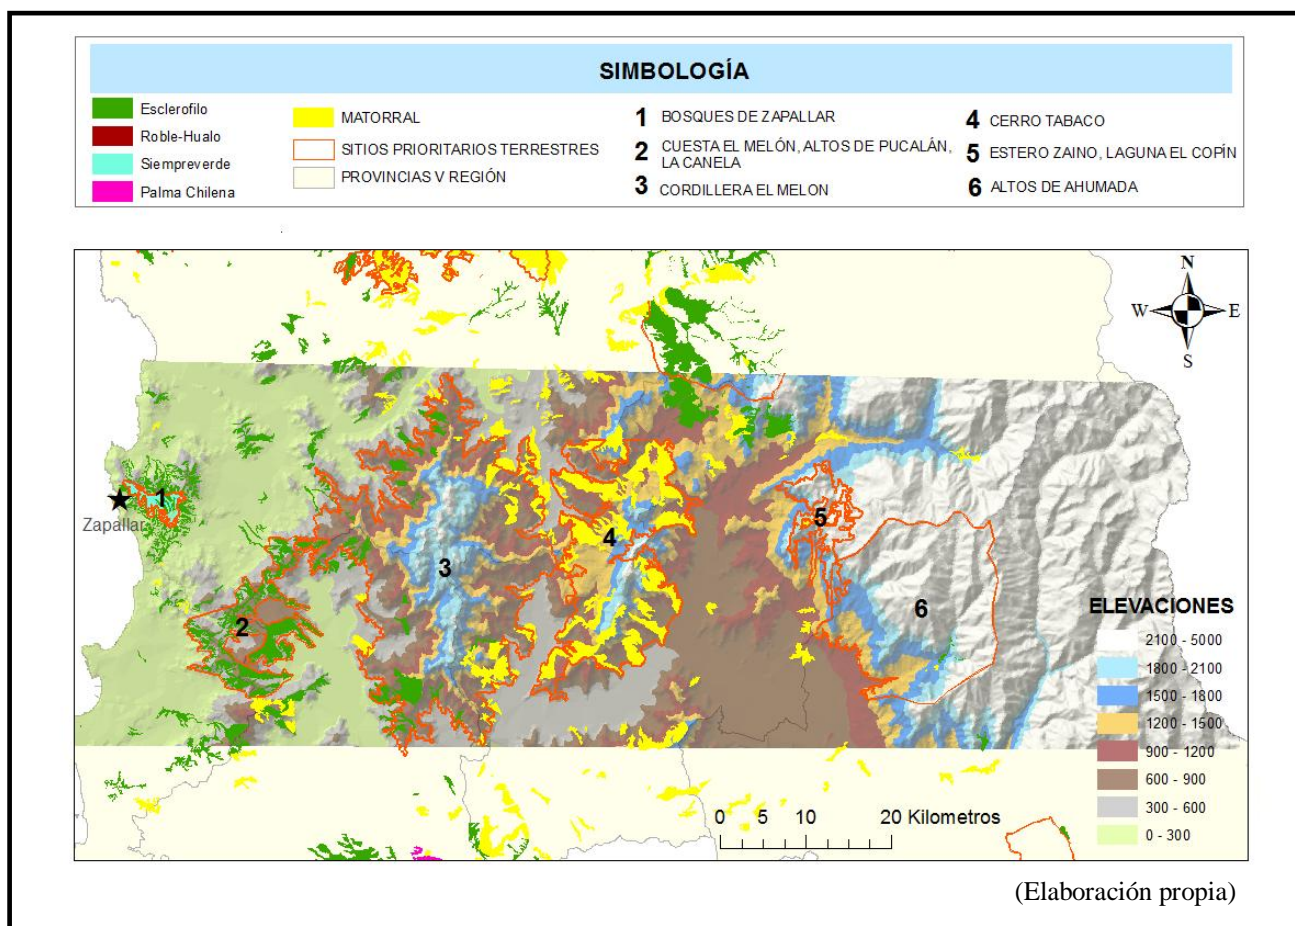 SIMBOLOGÍA
Esclerofilo
Roble-Hualo
Siempreverde
Palma Chilena
MATORRAL
SITIOS PRIORITARIOS TERRESTRES
PROVINCIAS V REGIÓN
1 BOSQUES DE ZAPALLAR
2 CUESTA EL MELÓN, ALTOS DE PUCALÁN,
LA CANELA
3 CORDILLERA EL MELON
4 CERRO TABACO
5 ESTERO ZAINO, LAGUNA EL COPÍN
6 ALTOS DE AHUMADA
N
W E
S
1
Zapallar
2
3
4
5
6
ELEVACIONES
2100 - 5000
1800 - 2100
1500 - 1800
1200 - 1500
900 - 1200
600 - 900
300 - 600
0 - 300
0 5 10 20 Kilometros
(Elaboración propia)